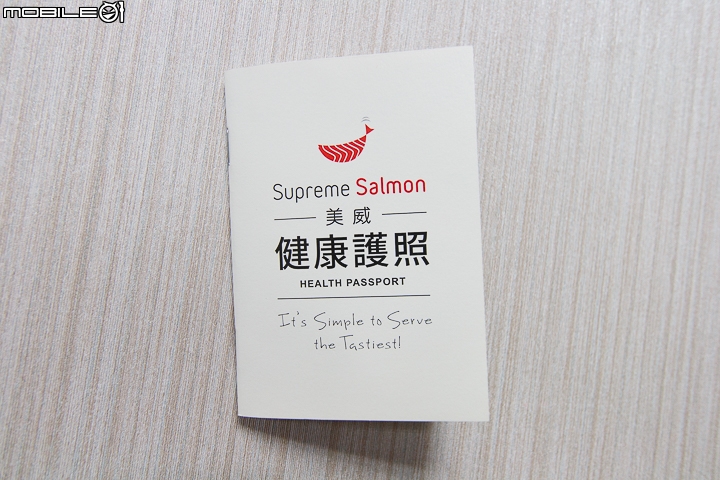 MOBILE01
Supreme Salmon
美威
健康護照
HEALTH PASSPORT
It's Simple to Serve
the Tastiest!